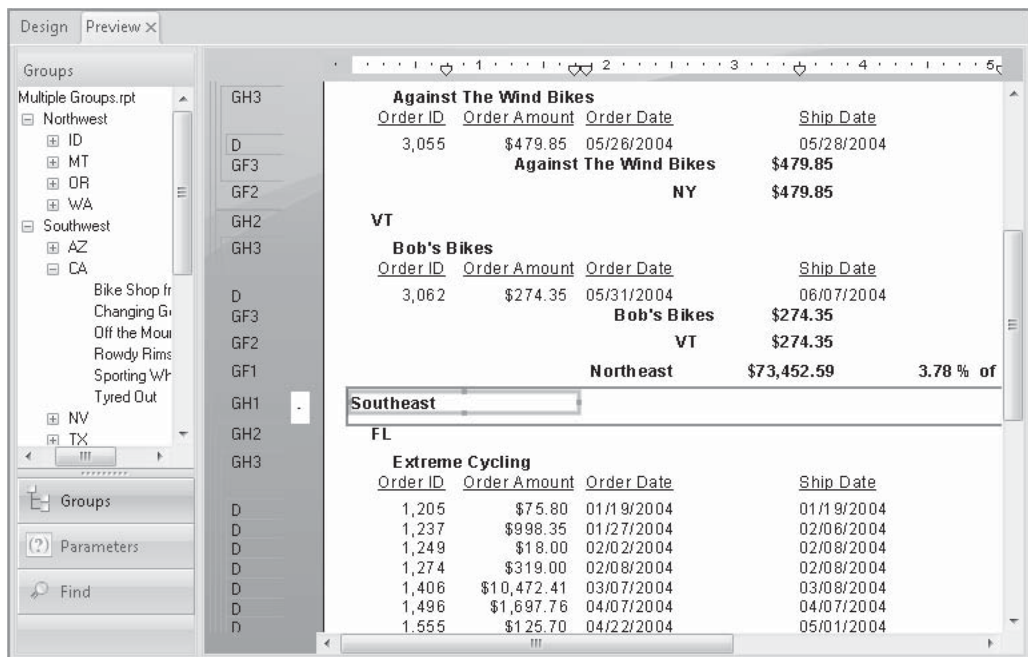 Design Preview ×
Groups
Multiple Groups.rpt
Northwest
ID
MT
OR
WA
Southwest
AZ
CA
Bike Shop fr
Changing
Off the Mour
Rowdy Rims
Sporting Wh
Tyred Out
NV
TX
Groups
Parameters
Find
1 2 3 4 5
GH3 Against The Wind Bikes
Order ID Order Amount Order Date Ship Date
D 3,055 $479.85 05/26/2004 05/28/2004
GF3 Against The Wind Bikes $479.85
GF2 NY $479.85
GH2 VT
GH3 Bob's Bikes
Order ID Order Amount Order Date Ship Date
D 3,062 $274.35 05/31/2004 06/07/2004
GF3 Bob's Bikes $274.35
GF2 VT $274.35
GF1 Northeast $73,452.59 3.78 % of
GH1 - Southeast
GH2 FL
GH3 Extreme Cycling
Order ID Order Amount Order Date Ship Date
D 1,205 $75.80 01/19/2004 01/19/2004
D 1,237 $998.35 01/27/2004 02/06/2004
D 1,249 $18.00 02/02/2004 02/08/2004
D 1,274 $319.00 02/08/2004 02/08/2004
D 1,406 $10,472.41 03/07/2004 03/08/2004
D 1,496 $1,697.76 04/07/2004 04/07/2004
D 1,555 $125.70 04/22/2004 05/01/2004